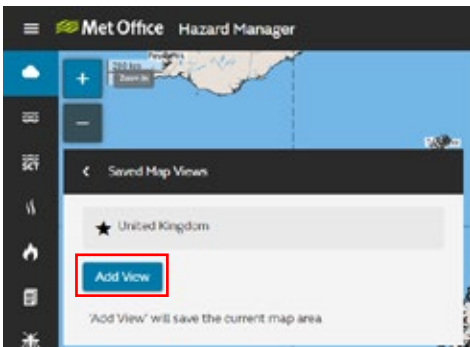 Met Office Hazard Manager
+
Zoom In
−
SCT
Saved Map Views
United Kingdom
Add View
'Add View' will save the current map area